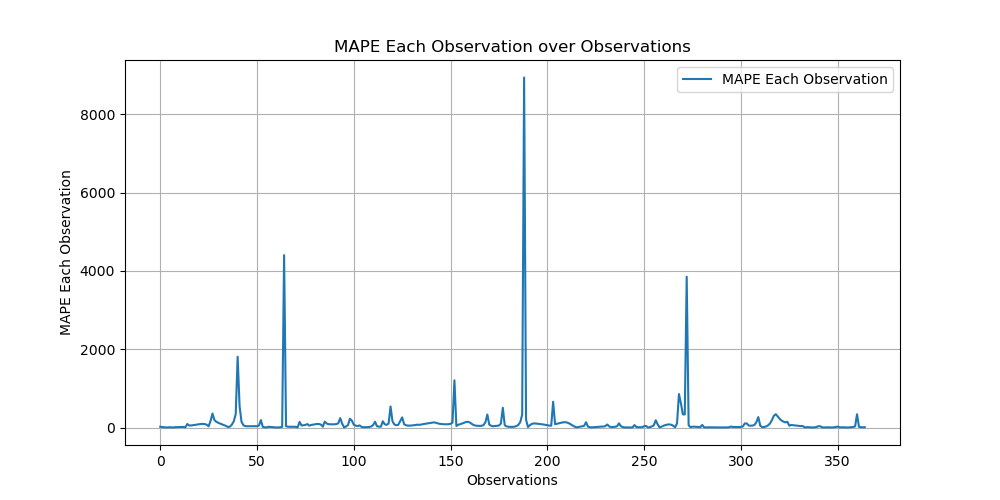 MAPE Each Observation over Observations
MAPE Each Observation
8000
6000
4000
2000
0
MAPE Each Observation
0 50 100 150 200 250 300 350
Observations